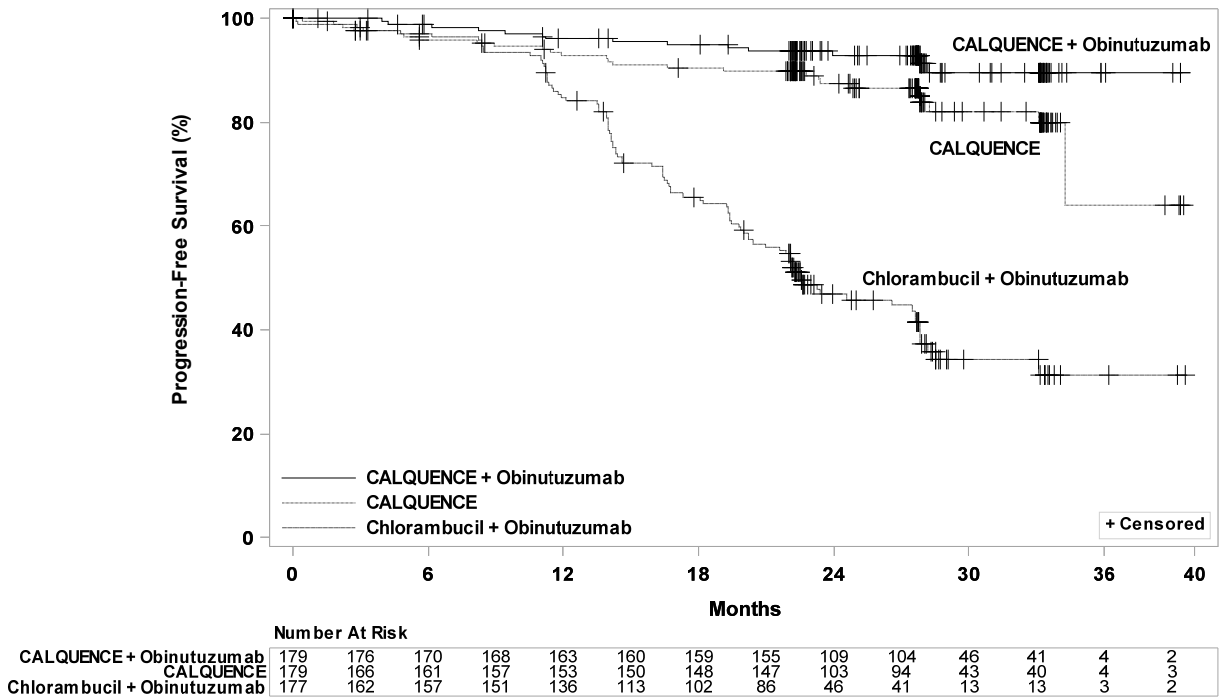 100
80
60
40
20
0
Progression-Free Survival (%)
CALQUENCE + Obinutuzumab
CALQUENCE
Chlorambucil + Obinutuzumab
CALQUENCE + Obinutuzumab
CALQUENCE
Chlorambucil + Obinutuzumab
+ Censored
0 6 12 18 24 30 36 40
Months
Number At Risk
CALQUENCE + Obinutuzumab 179 176 170 168 163 160 159 155 109 104 46 41 4 2
CALQUENCE 179 166 161 157 153 150 148 147 103 94 43 40 4 3
Chlorambucil + Obinutuzumab 177 162 157 151 136 113 102 86 46 41 13 13 3 2